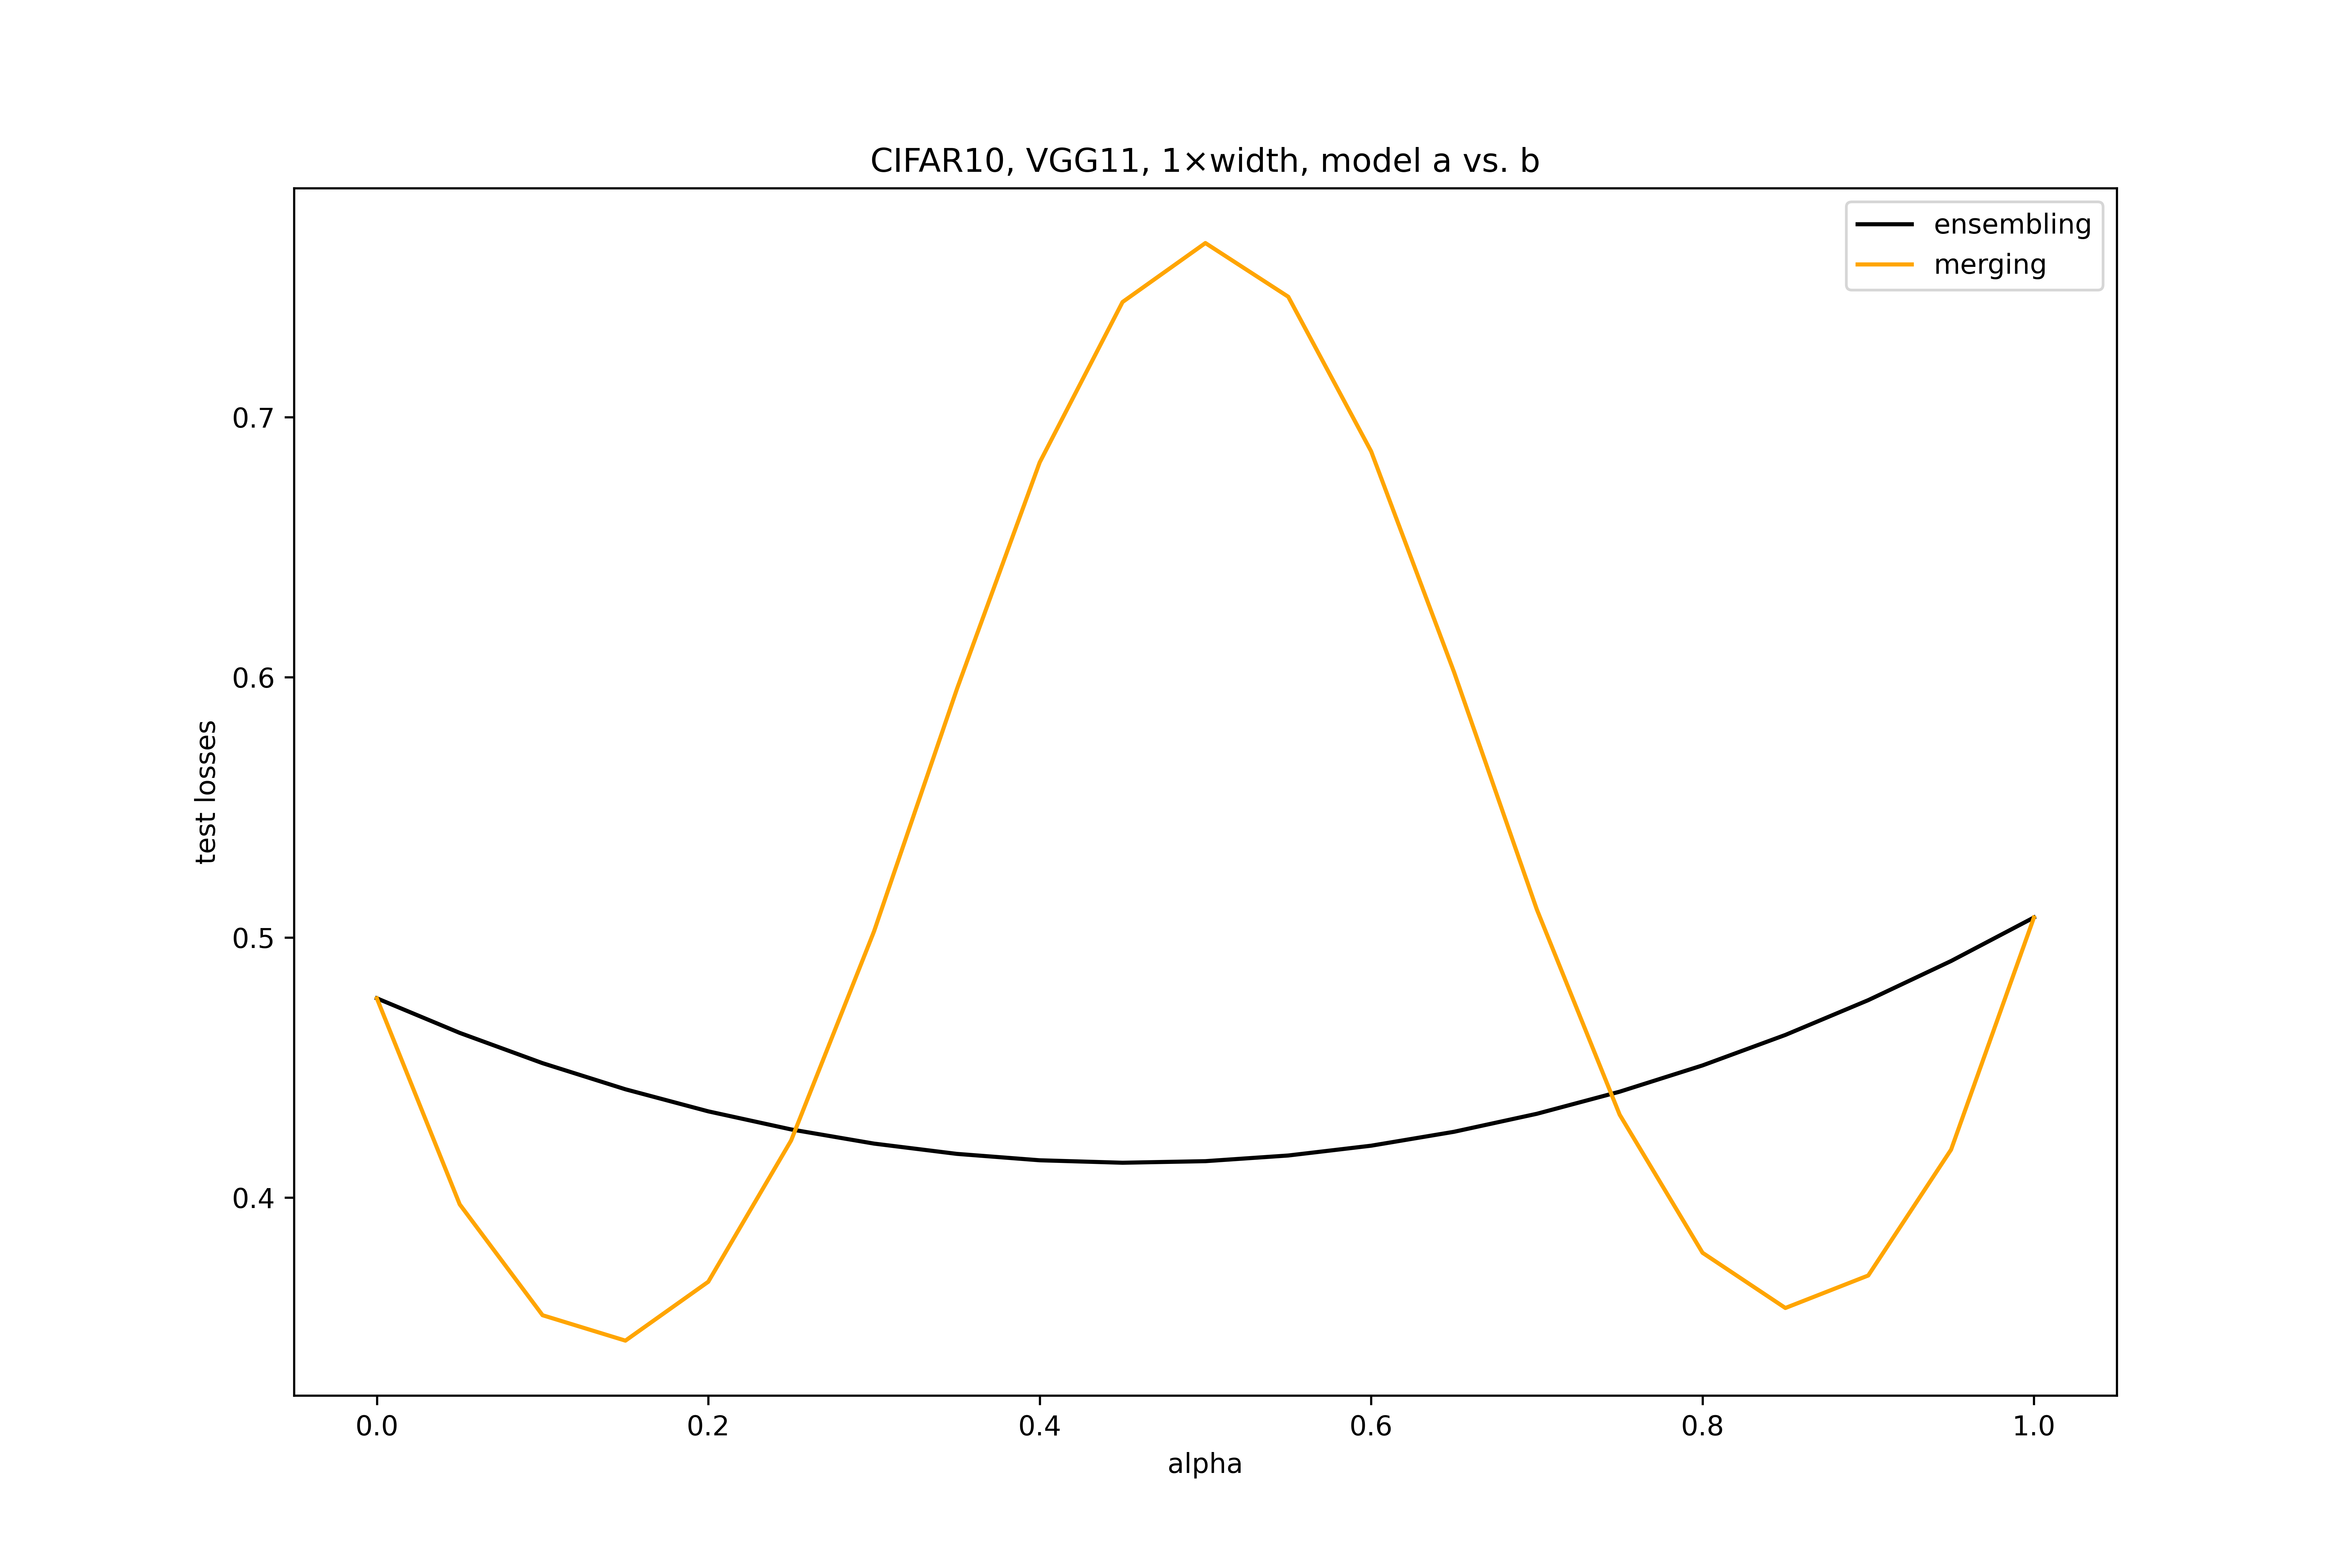 CIFAR10, VGG11, 1×width, model a vs. b
ensembling
merging
0.7
0.6
0.5
0.4
test losses
0.0
0.2
0.4
0.6
0.8
1.0
alpha